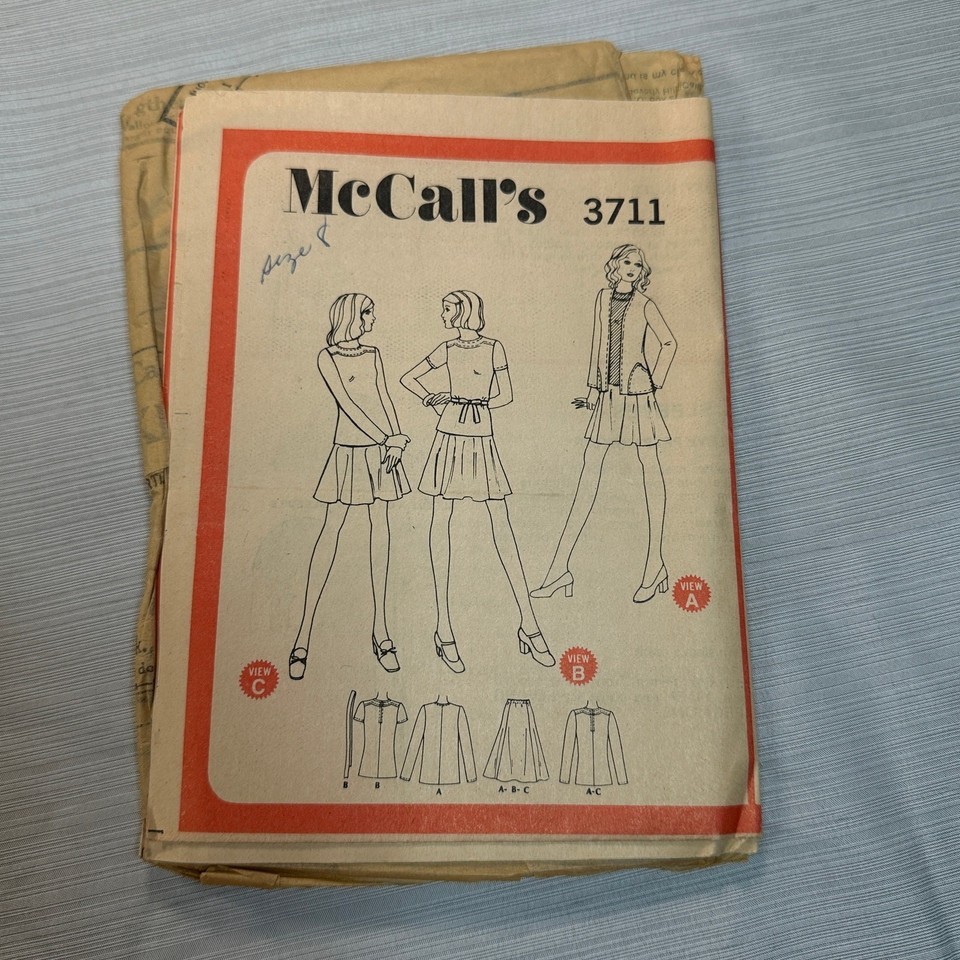 McCall's 3711
size 8
VIEW
A
VIEW
B
VIEW
C
B B A A-B-C A-C